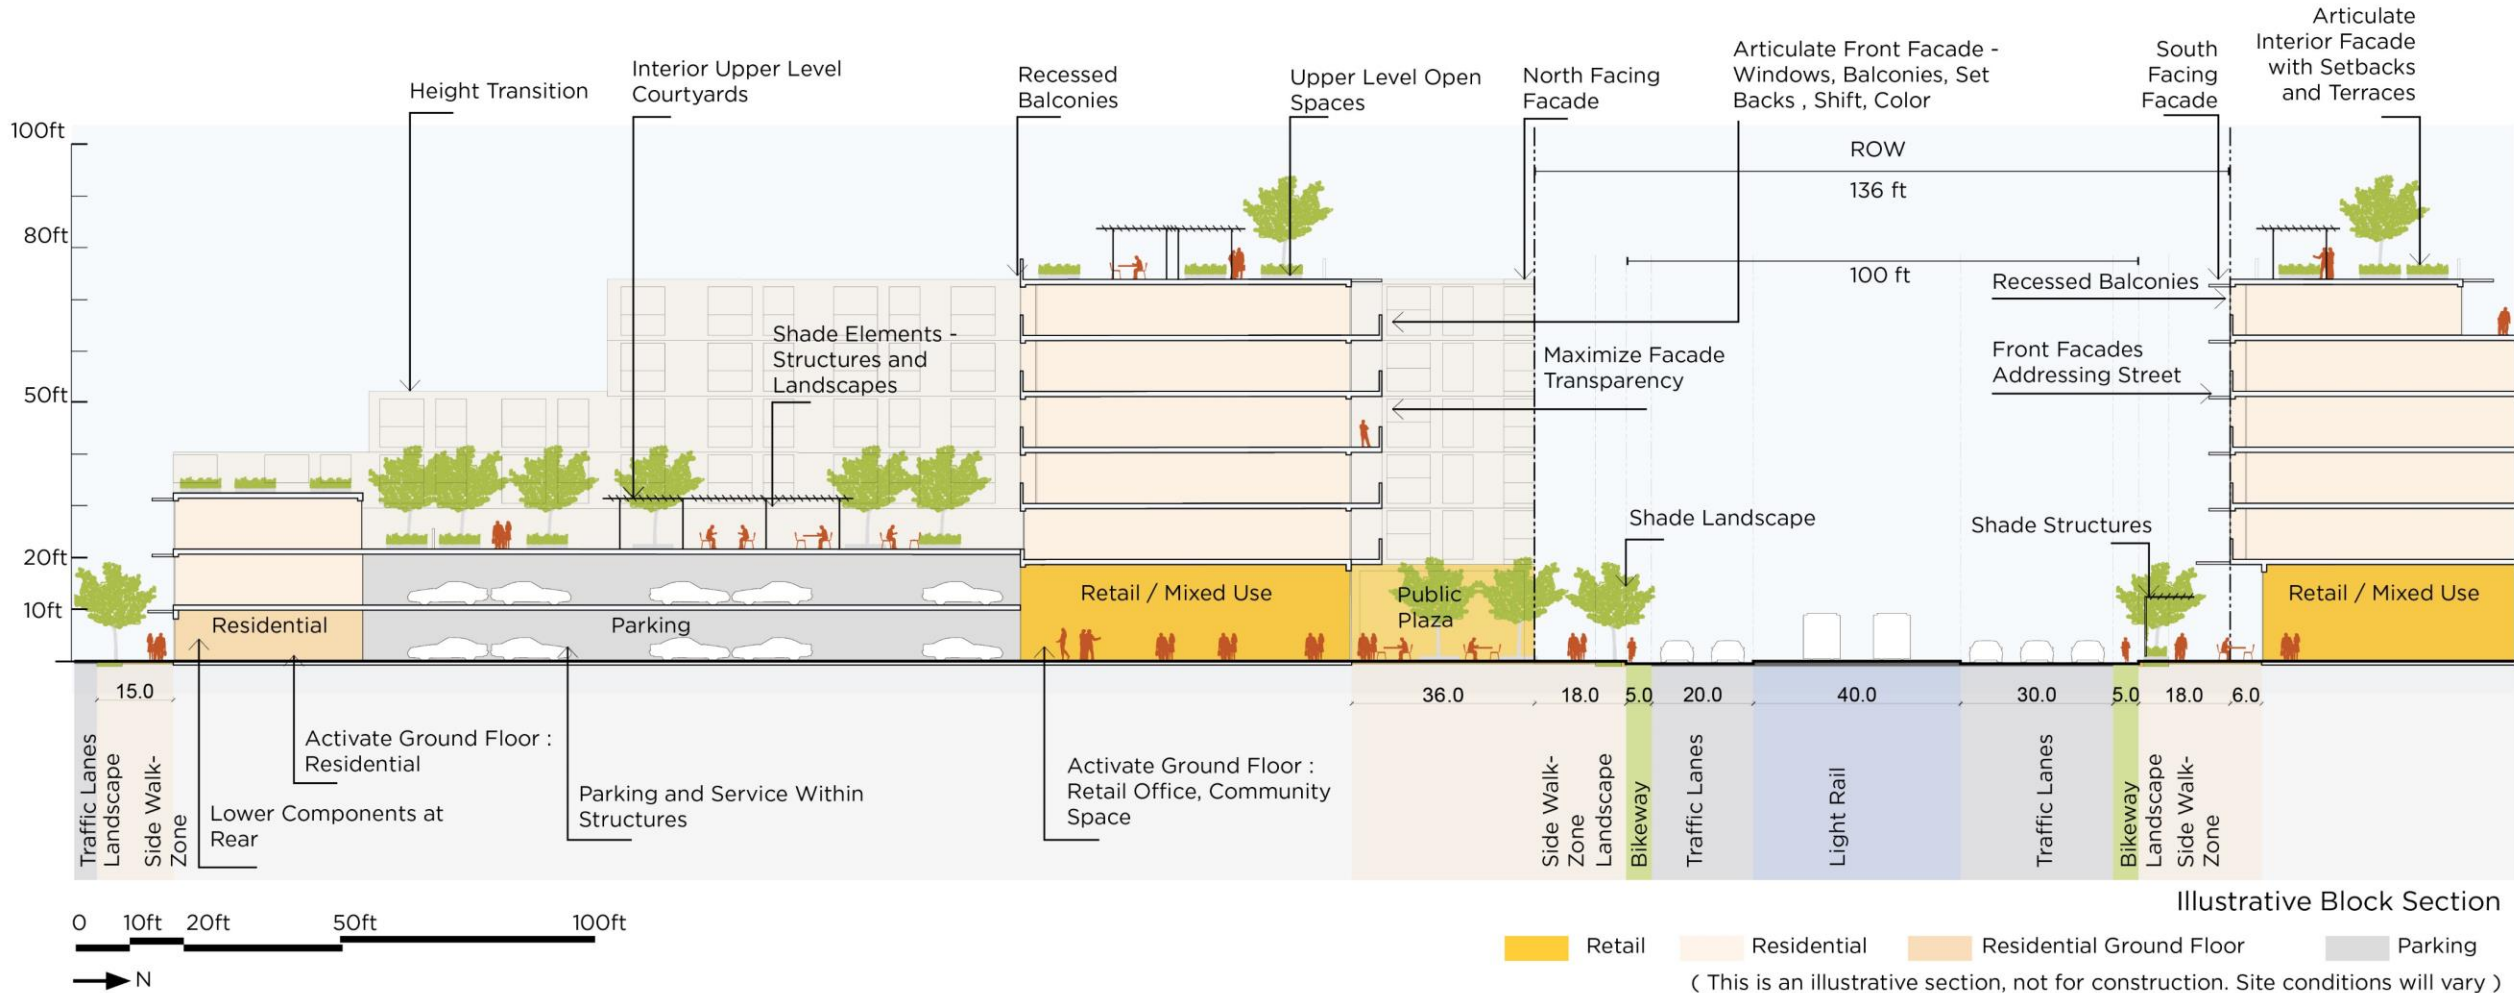 Height Transition
Interior Upper Level
Courtyards
Recessed
Balconies
Upper Level Open
Spaces
North Facing
Facade
Articulate Front Facade -
Windows, Balconies, Set
Backs , Shift, Color
South
Facing
Facade
Articulate
Interior Facade
with Setbacks
and Terraces
100ft
80ft
50ft
20ft
10ft
ROW
136 ft
100 ft
Recessed Balconies
Front Facades
Addressing Street
Shade Elements -
Structures and
Landscapes
Maximize Facade
Transparency
Shade Landscape
Shade Structures
Residential
Parking
Retail / Mixed Use
Public
Plaza
Retail / Mixed Use
15.0
36.0
18.0
5.0
20.0
40.0
30.0
5.0
18.0
6.0
Traffic Lanes
Landscape
Side Walk-
Zone
Activate Ground Floor :
Residential
Lower Components at
Rear
Parking and Service Within
Structures
Activate Ground Floor :
Retail Office, Community
Space
Side Walk-
Zone
Landscape
Bikeway
Traffic Lanes
Light Rail
Traffic Lanes
Bikeway
Landscape
Side Walk-
Zone
0 10ft 20ft 50ft 100ft
N
Illustrative Block Section
Retail
Residential
Residential Ground Floor
Parking
( This is an illustrative section, not for construction. Site conditions will vary )